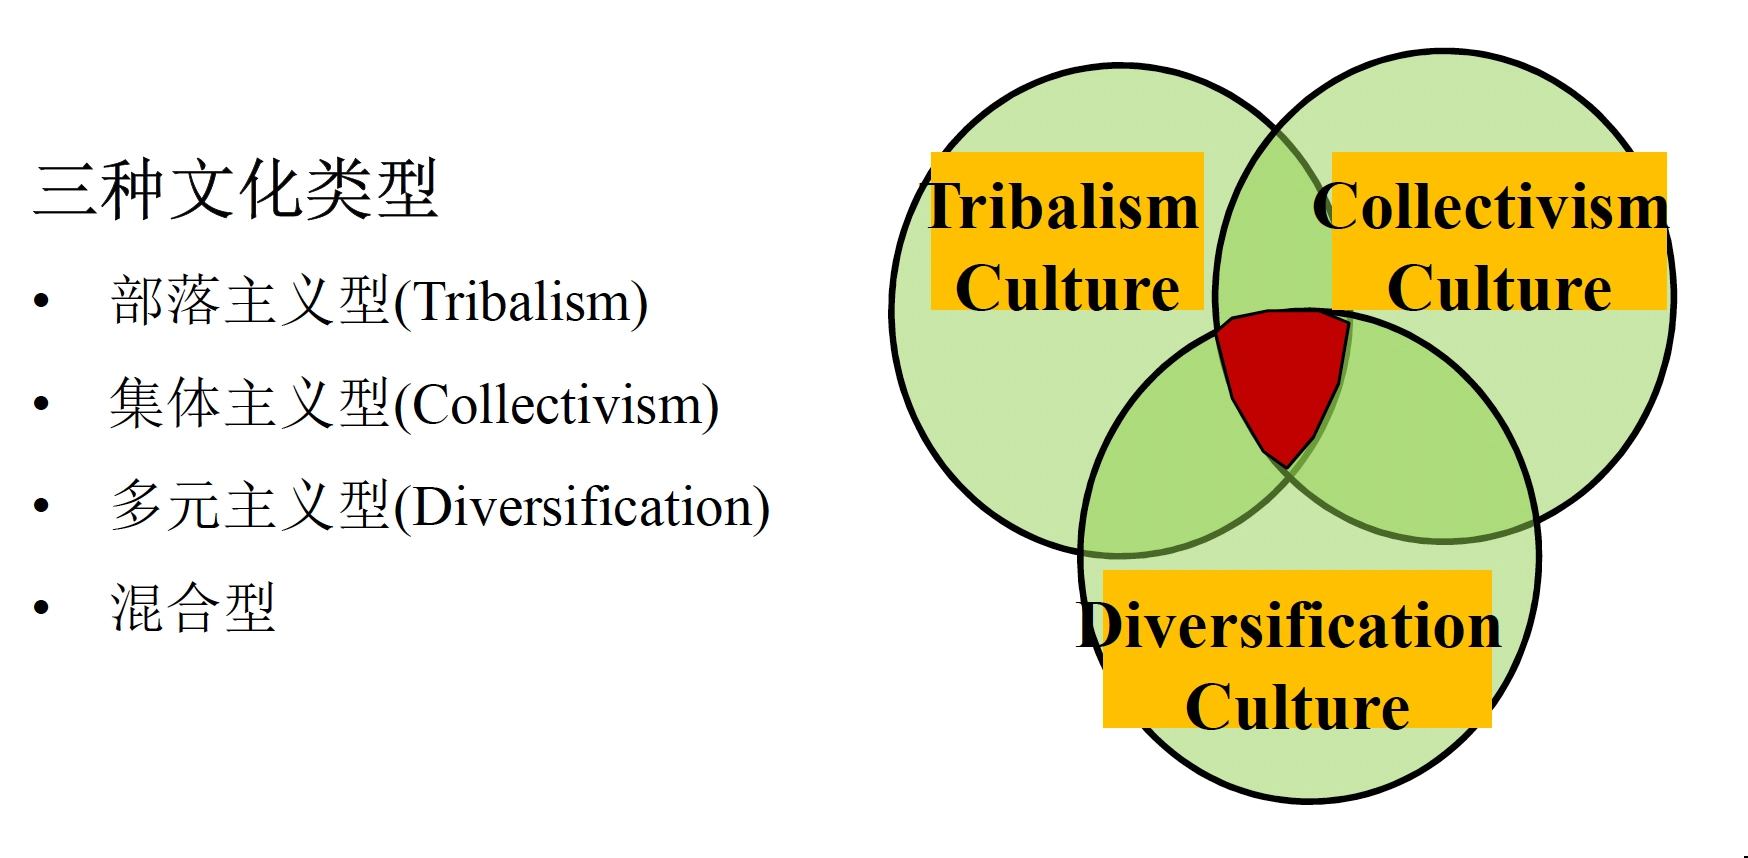 三种文化类型
• 部落主义型(Tribalism)
• 集体主义型(Collectivism)
• 多元主义型(Diversification)
• 混合型
Tribalism
Culture
Collectivism
Culture
Diversification
Culture